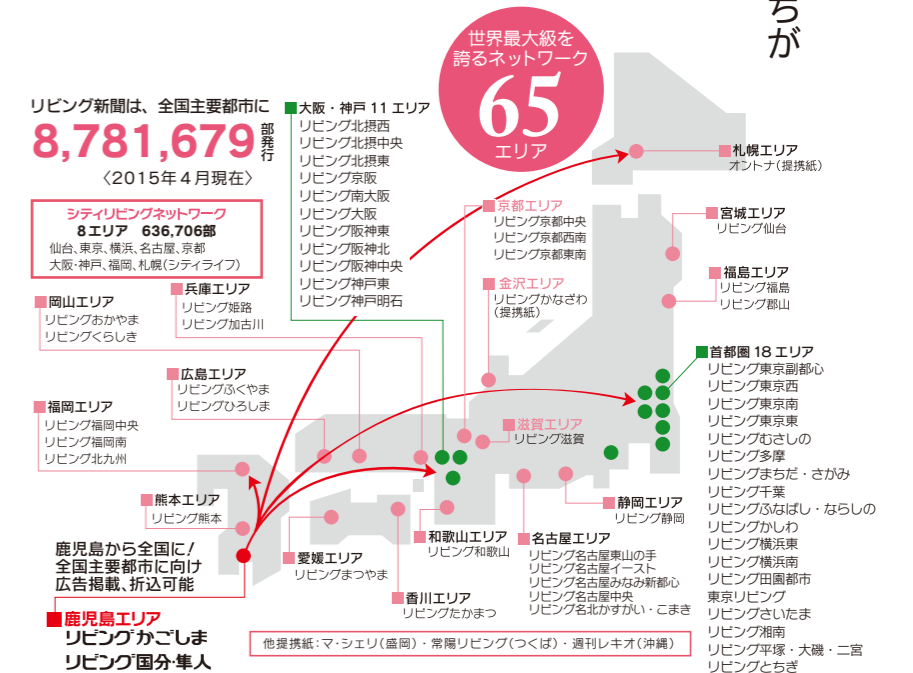 ちが
世界最大級を
誇るネットワーク
65
エリア
リビング新聞は、全国主要都市に
8,781,679部発行
〈2015年4月現在〉
シティリビングネットワーク
8エリア 636,706部
仙台、東京、横浜、名古屋、京都
大阪・神戸、福岡、札幌(シティライフ)
大阪・神戸 11 エリア
リビング北摂西
リビング北摂中央
リビング北摂東
リビング京阪
リビング南大阪
リビング大阪
リビング阪神東
リビング阪神北
リビング阪神中央
リビング神戸東
リビング神戸明石
札幌エリア
オントナ(提携紙)
京都エリア
リビング京都中央
リビング京都西南
リビング京都東南
宮城エリア
リビング仙台
金沢エリア
リビングかなざわ
(提携紙)
福島エリア
リビング福島
リビング郡山
岡山エリア
リビングおかやま
リビングくらしき
兵庫エリア
リビング姫路
リビング加古川
広島エリア
リビングふくやま
リビングひろしま
福岡エリア
リビング福岡中央
リビング福岡南
リビング北九州
滋賀エリア
リビング滋賀
首都圏 18 エリア
リビング東京副都心
リビング東京西
リビング東京南
リビング東京東
リビングむさしの
リビング多摩
リビングまちだ・さがみ
リビング千葉
リビングふなばし・ならしの
リビングかしわ
リビング横浜東
リビング横浜南
リビング田園都市
東京リビング
リビングさいたま
リビング湘南
リビング平塚・大磯・二宮
リビングとちぎ
熊本エリア
リビング熊本
静岡エリア
リビング静岡
和歌山エリア
リビング和歌山
名古屋エリア
リビング名古屋東山の手
リビング名古屋イースト
リビング名古屋みなみ新都心
リビング名古屋中央
リビング名北かすがい・こまき
愛媛エリア
リビングまつやま
香川エリア
リビングたかまつ
鹿児島から全国に!
全国主要都市に向け
広告掲載、折込可能
鹿児島エリア
リビングかごしま
リビング国分・隼人
他提携紙:マ・シェリ(盛岡)・常陽リビング(つくば)・週刊レキオ(沖縄)